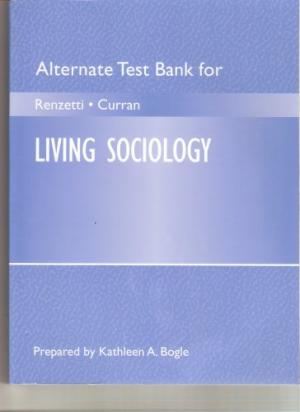 Alternate Test Bank for
Renzetti • Curran
LIVING SOCIOLOGY
Prepared by Kathleen A. Bogle